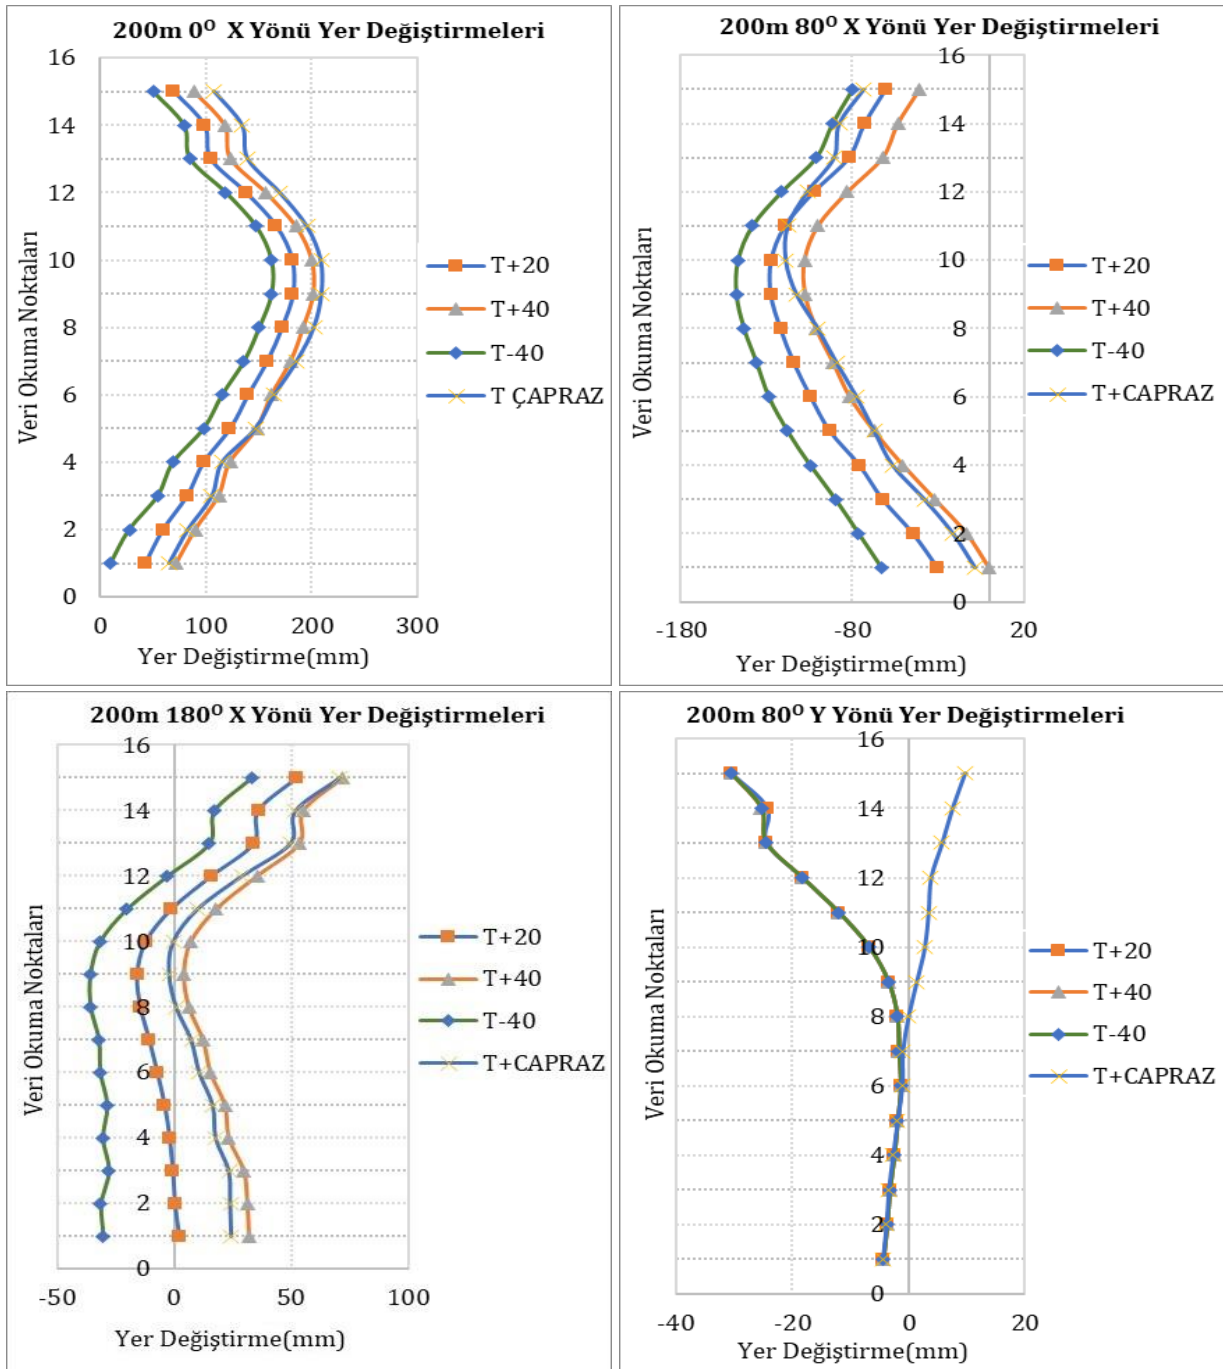 200m 0⁰ X Yönü Yer Değiştirmeleri
16
14
12
10
8
6
4
2
0
0 100 200 300
Veri Okuma Noktaları
Yer Değiştirme(mm)
T+20
T+40
T-40
T ÇAPRAZ
200m 80⁰ X Yönü Yer Değiştirmeleri
16
14
12
10
8
6
4
2
0
-180 -80 20
Veri Okuma Noktaları
Yer Değiştirme(mm)
T+20
T+40
T-40
T+CAPRAZ
200m 180⁰ X Yönü Yer Değiştirmeleri
16
14
12
10
8
6
4
2
0
-50 0 50 100
Veri Okuma Noktaları
Yer Değiştirme(mm)
T+20
T+40
T-40
T+CAPRAZ
200m 80⁰ Y Yönü Yer Değiştirmeleri
16
14
12
10
8
6
4
2
0
-40 -20 0 20
Veri Okuma Noktaları
Yer Değiştirme(mm)
T+20
T+40
T-40
T+CAPRAZ